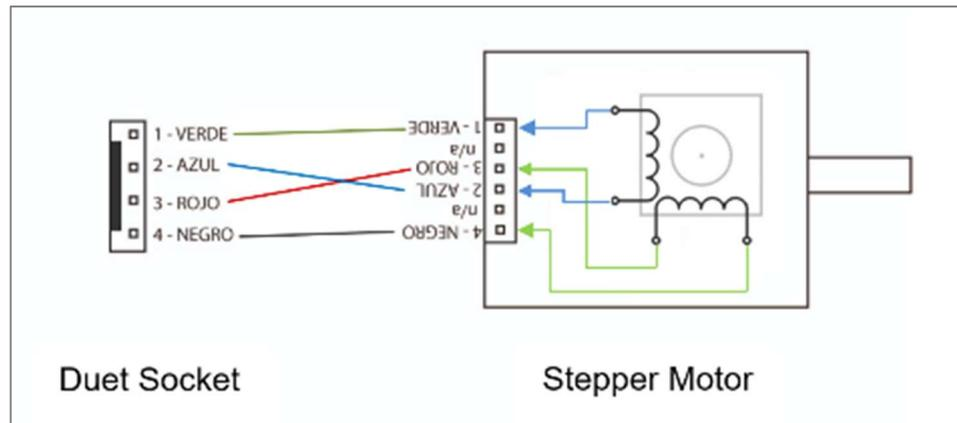 1 - VERDE
2 - AZUL
3 - ROJO
4 - NEGRO
1 - VERDE
n/a
3 - ROJO
2 - AZUL
n/a
4 - NEGRO
Duet Socket
Stepper Motor